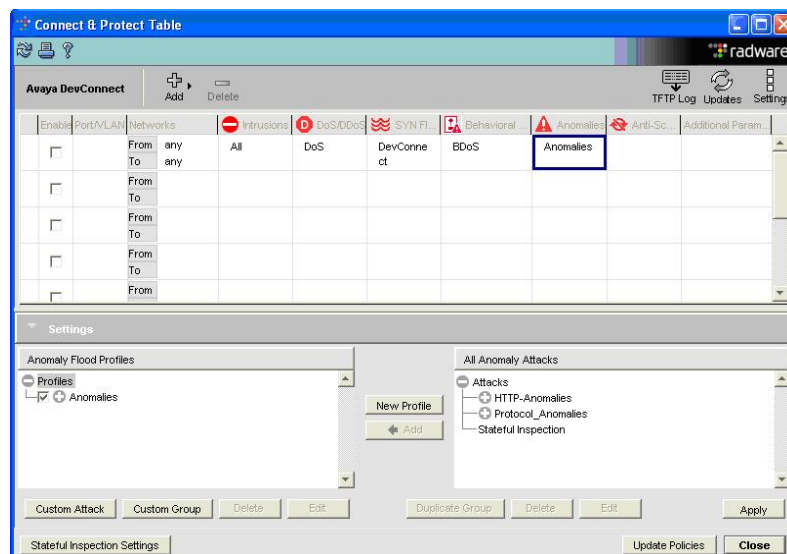 Connect & Protect Table
radware
Avaya DevConnect
Add
Delete
TFTP Log
Updates
Settings
Enable Port/VLAN Networks Intrusions DoS/DDoS SYN Fl... Behavioral ... Anomalies Anti-Sc... Additional Param...
From any All DoS DevConne BDoS Anomalies
To any ct
From
To
From
To
From
To
From
Settings
Anomaly Flood Profiles
All Anomaly Attacks
Profiles
Anomalies
New Profile
Add
Attacks
HTTP-Anomalies
Protocol_Anomalies
Stateful Inspection
Custom Attack Custom Group Delete Edit Duplicate Group Delete Edit Apply
Stateful Inspection Settings Update Policies Close